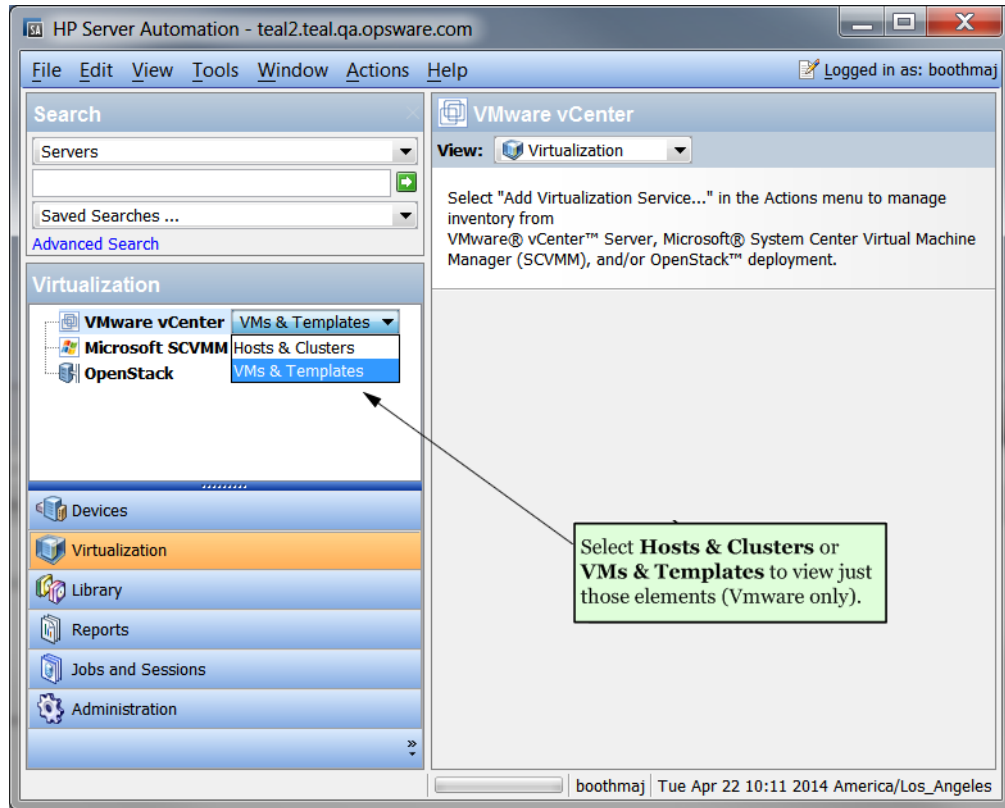 HP Server Automation - teal2.teal.qa.opsware.com
File Edit View Tools Window Actions Help
Logged in as: boothmaj
Search
Servers
Saved Searches ...
Advanced Search
Virtualization
VMware vCenter VMs & Templates
Microsoft SCVMM Hosts & Clusters
OpenStack VMs & Templates
Devices
Virtualization
Library
Reports
Jobs and Sessions
Administration
VMware vCenter
View: Virtualization
Select "Add Virtualization Service..." in the Actions menu to manage
inventory from
VMware® vCenter™ Server, Microsoft® System Center Virtual Machine
Manager (SCVMM), and/or OpenStack™ deployment.
Select Hosts & Clusters or
VMs & Templates to view just
those elements (Vmware only).
boothmaj Tue Apr 22 10:11 2014 America/Los_Angeles